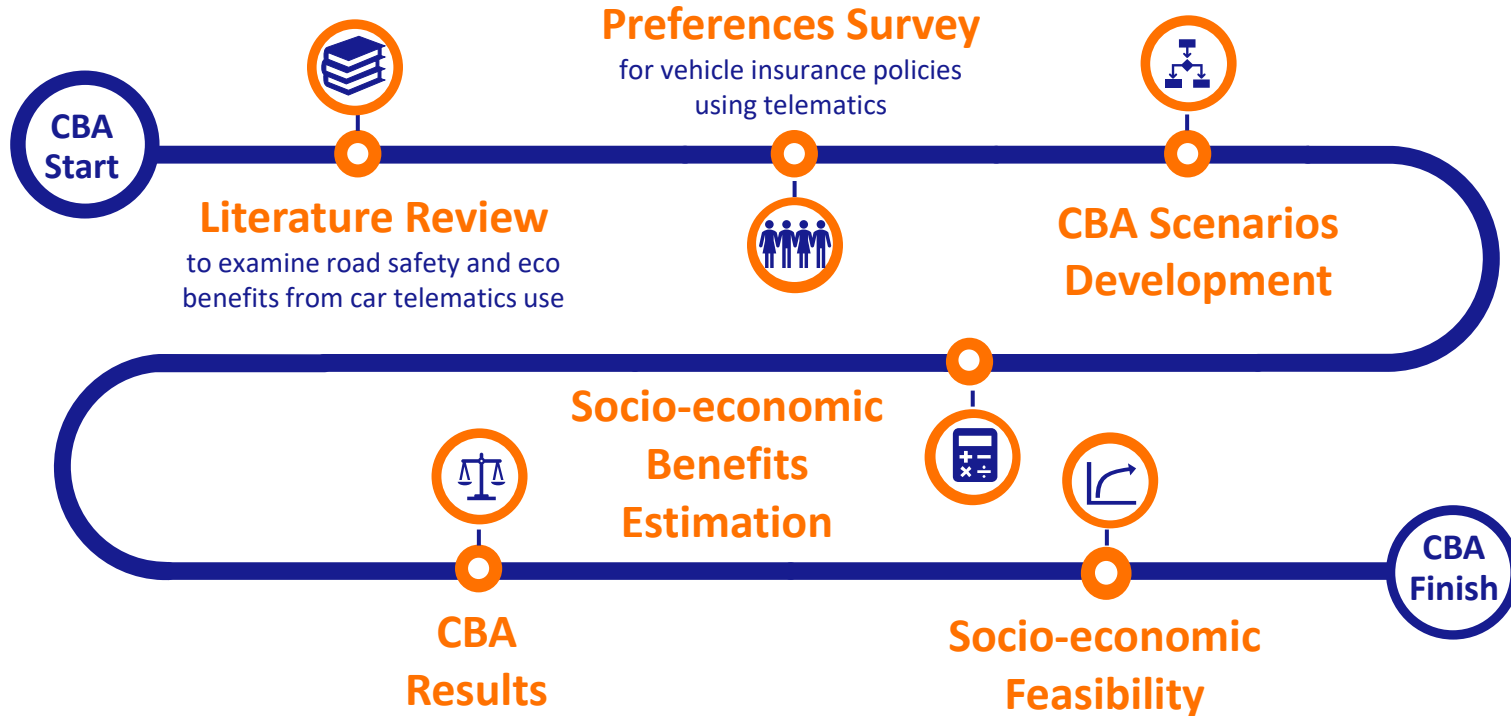 CBA
Start
Literature Review
to examine road safety and eco
benefits from car telematics use
Preferences Survey
for vehicle insurance policies
using telematics
CBA Scenarios
Development
Socio-economic
Benefits
Estimation
CBA
Results
Socio-economic
Feasibility
CBA
Finish